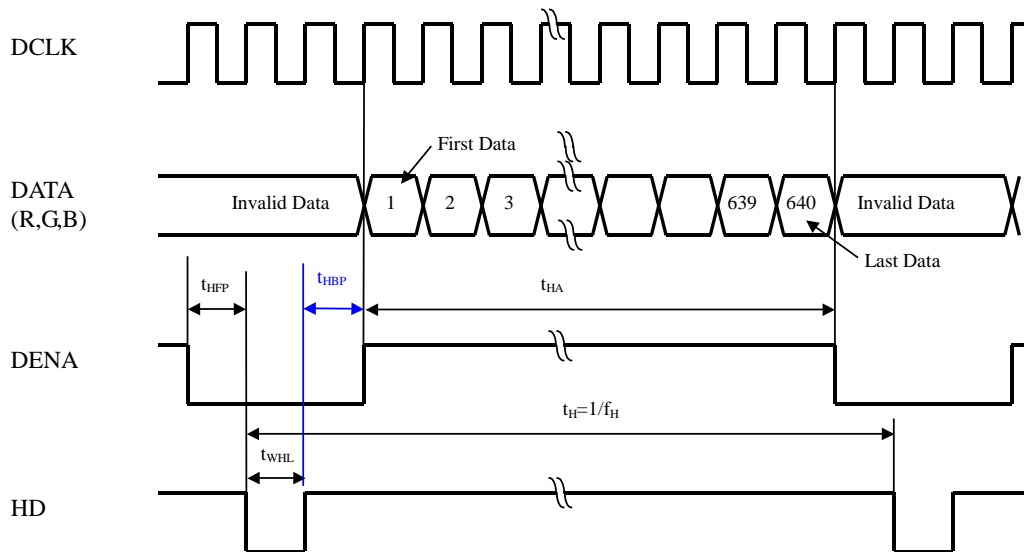 DCLK
First Data
DATA
(R,G,B)
Invalid Data
1
2
3
639
640
Invalid Data
Last Data
tHFP
tHBP
tHA
DENA
tH=1/fH
tWHL
HD